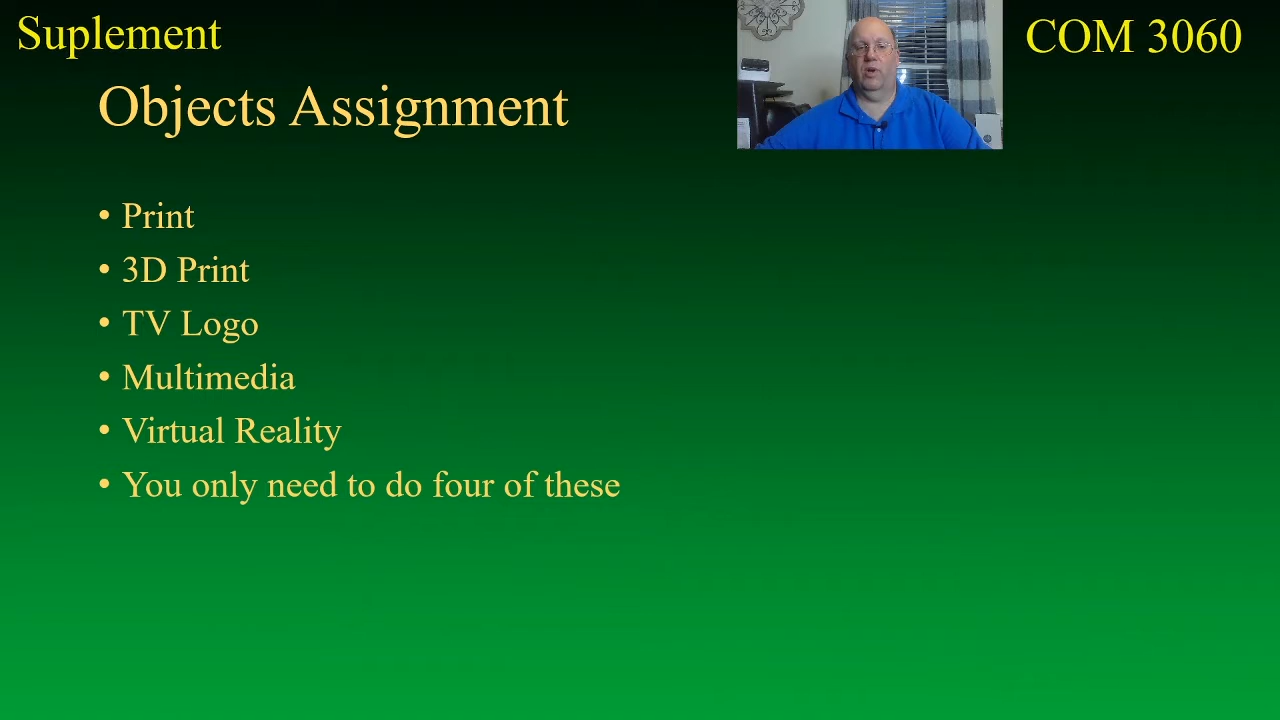 Suplement
COM 3060
Objects Assignment
• Print
• 3D Print
• TV Logo
• Multimedia
• Virtual Reality
• You only need to do four of these